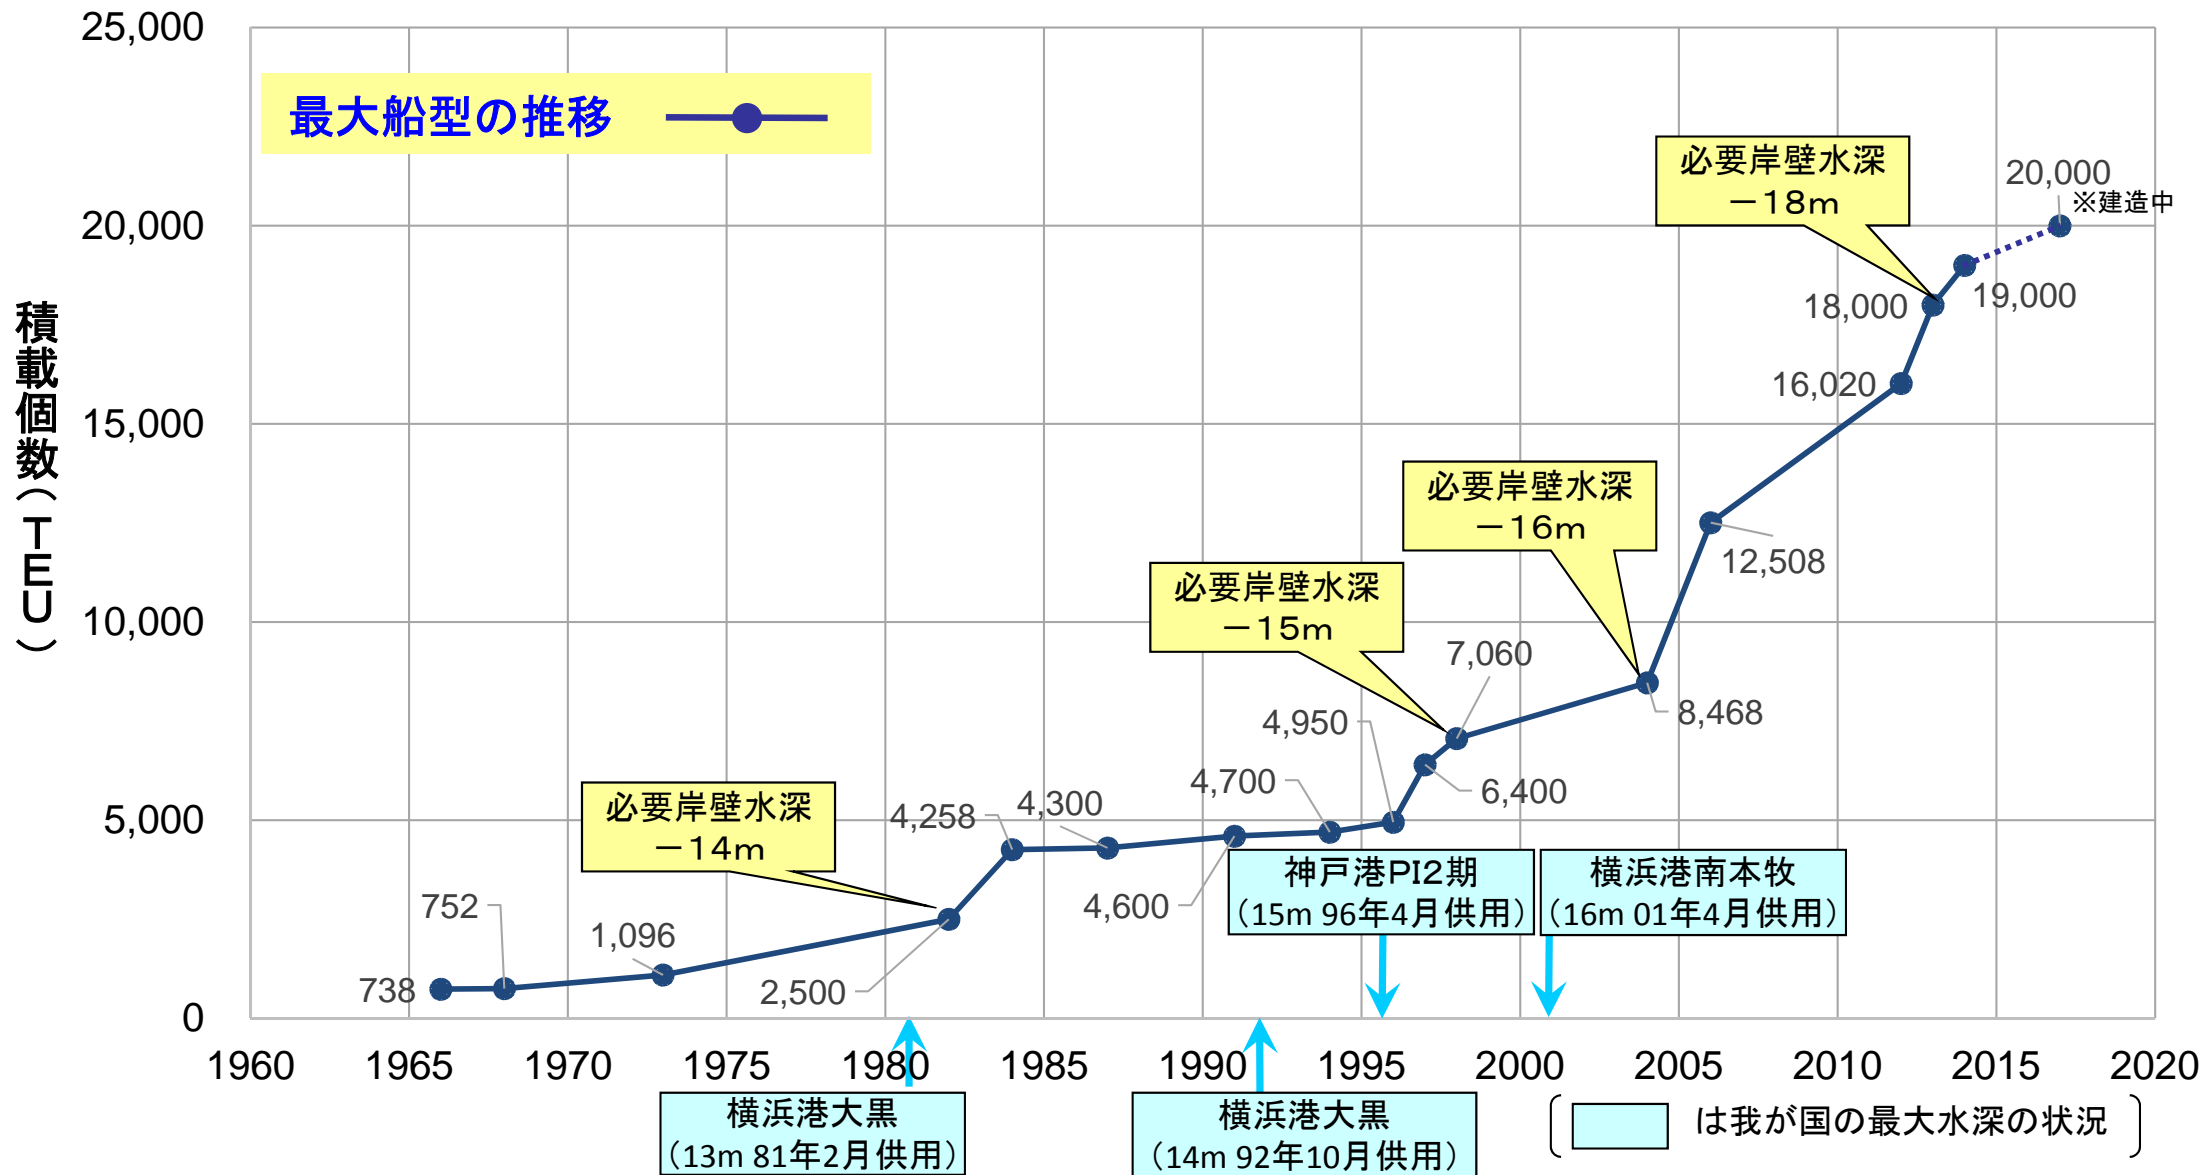 25,000
20,000
15,000
10,000
5,000
0
積載個数(TEU)
最大船型の推移
738
752
1,096
2,500
4,258
4,300
4,600
4,700
4,950
6,400
7,060
8,468
12,508
16,020
18,000
19,000
20,000
※建造中
必要岸壁水深
－14m
必要岸壁水深
－15m
必要岸壁水深
－16m
必要岸壁水深
－18m
神戸港PI2期
（15m 96年4月供用）
横浜港南本牧
（16m 01年4月供用）
1960 1965 1970 1975 1980 1985 1990 1995 2000 2005 2010 2015 2020
横浜港大黒
（13m 81年2月供用）
横浜港大黒
（14m 92年10月供用）
は我が国の最大水深の状況